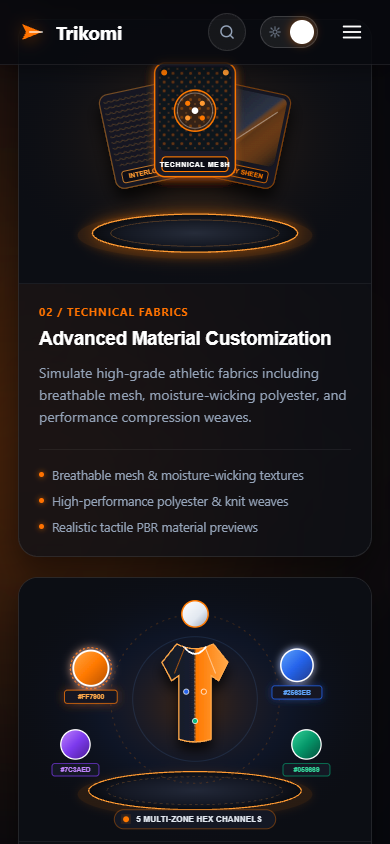 Trikomi
TECHNICAL MESH
SHEEN
02 / TECHNICAL FABRICS
Advanced Material Customization
Simulate high-grade athletic fabrics including
breathable mesh, moisture-wicking polyester, and
performance compression weaves.
Breathable mesh & moisture-wicking textures
High-performance polyester & knit weaves
Realistic tactile PBR material previews
#FF7900
#2563EB
#7C3AED
#059669
5 MULTI-ZONE HEX CHANNELS